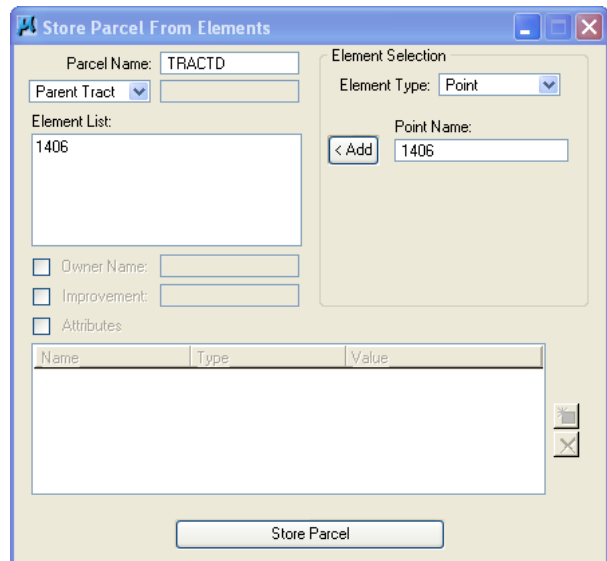 Store Parcel From Elements
Parcel Name: TRACTD
Parent Tract
Element List:
1406
Element Selection
Element Type: Point
Point Name:
< Add 1406
Owner Name:
Improvement:
Attributes
Name Type Value
Store Parcel